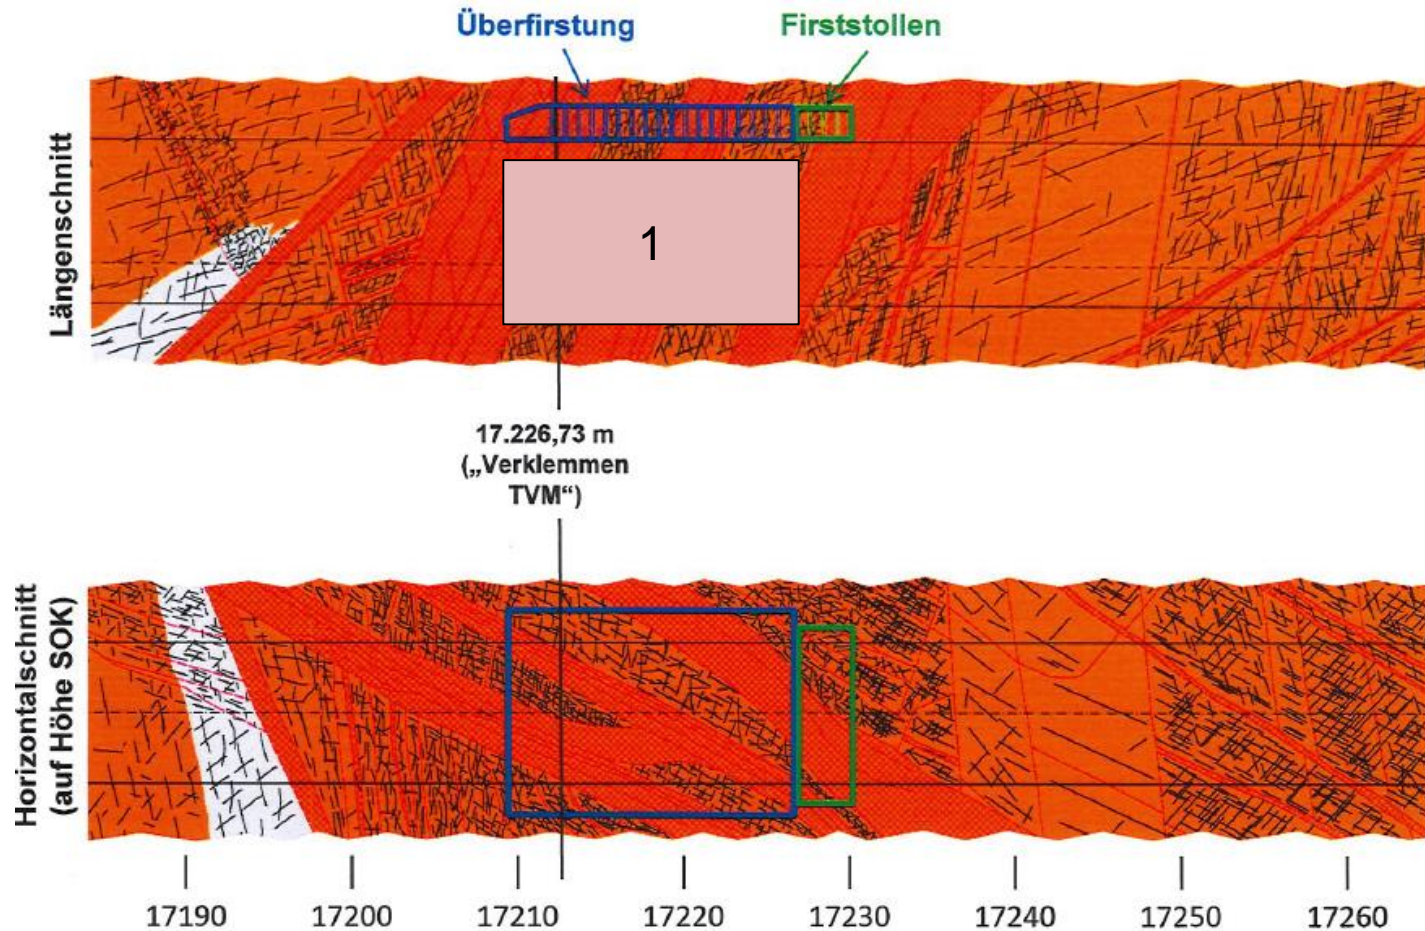 Überfirstung
Firststollen
Längenschnitt
1
17.226,73 m
(„Verklemmen
TVM“)
Horizontalschnitt
(auf Höhe SOK)
17190 17200 17210 17220 17230 17240 17250 17260